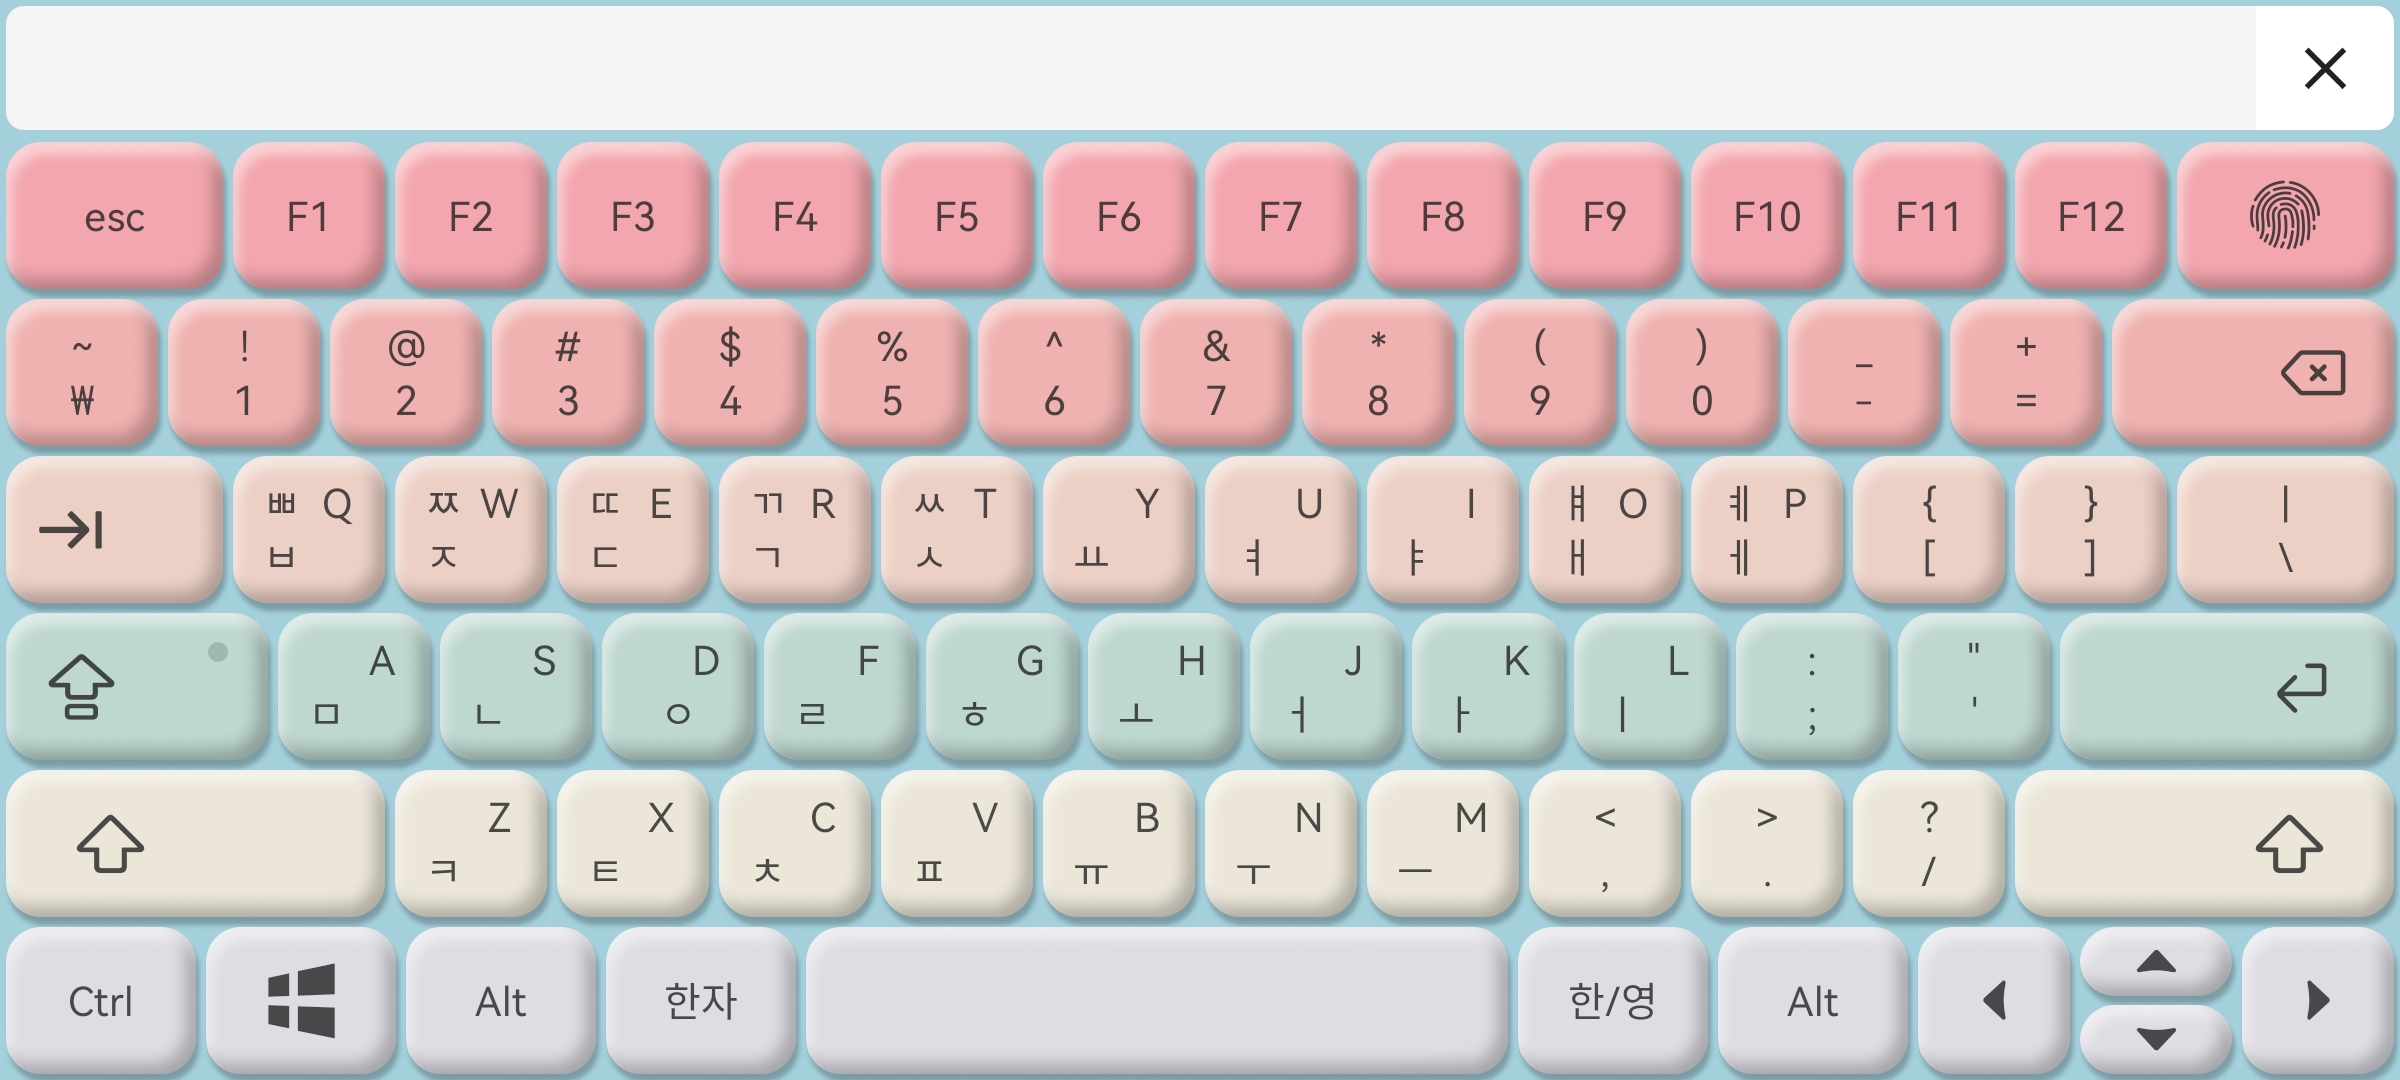 esc F1 F2 F3 F4 F5 F6 F7 F8 F9 F10 F11 F12
~ ! @ # $ % ^ & * ( ) _ +
₩ 1 2 3 4 5 6 7 8 9 0 - =
ㅃ Q ㅉ W ㄸ E ㄲ R ㅆ T Y U I ㅒ O ㅖ P { } |
ㅂ ㅈ ㄷ ㄱ ㅅ ㅛ ㅕ ㅑ ㅐ ㅔ [ ] \
A S D F G H J K L : "
ㅁ ㄴ ㅇ ㄹ ㅎ ㅗ ㅓ ㅏ ㅣ ; '
Z X C V B N M < > ?
ㅋ ㅌ ㅊ ㅍ ㅠ ㅜ ㅡ , . /
Ctrl Alt 한자 한/영 Alt